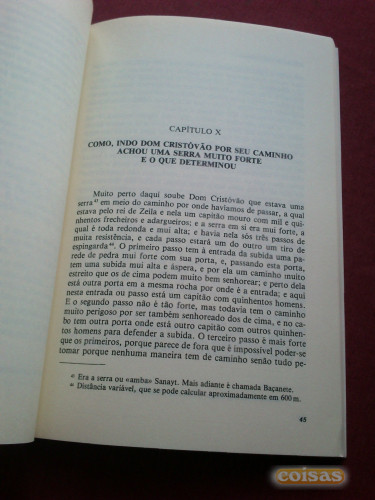 CAPÍTULO X
COMO, INDO DOM CRISTÓVÃO POR SEU CAMINHO
ACHOU UMA SERRA MUITO FORTE
E O QUE DETERMINOU
Muito perto daqui soube Dom Cristóvão que estava uma
serra⁴³ em meio do caminho por onde havíamos de passar, a qual
estava pelo rei de Zeila e nela um capitão mouro com mil e qui-
nhentos frecheiros e adargueiros; e a serra em si era mui forte, a
qual é toda redonda e mui alta; e havia nela sós três passos de
muita resistência, e cada passo estará um do outro um tiro de
espingarda⁴⁴. O primeiro passo tem à entrada da subida uma pa-
rede de pedra mui forte com sua porta, e, passando esta porta,
tem uma subida mui alta e áspera, e por ela um caminho muito
estreito que os de cima podem muito bem senhorear; e perto dela
está outra porta em a mesma rocha por onde é a entrada; e aqui
nesta entrada ou passo está um capitão com quinhentos homens.
E o segundo passo não é tão forte, mas todavia tem o caminho
muito perigoso por ser também senhoreado dos de cima, e no ca-
bo tem outra porta onde está outro capitão com outros quinhen-
tos homens para defender a subida. O terceiro passo é mais forte
que os primeiros, porque parece de fora que é impossível poder-se
tomar porque nenhuma maneira tem de caminho senão tudo pe-
⁴³ Era a serra ou «amba» Sanayt. Mais adiante é chamada Baçanete.
⁴⁴ Distância variável, que se pode calcular aproximadamente em 600 m.
45
coisas